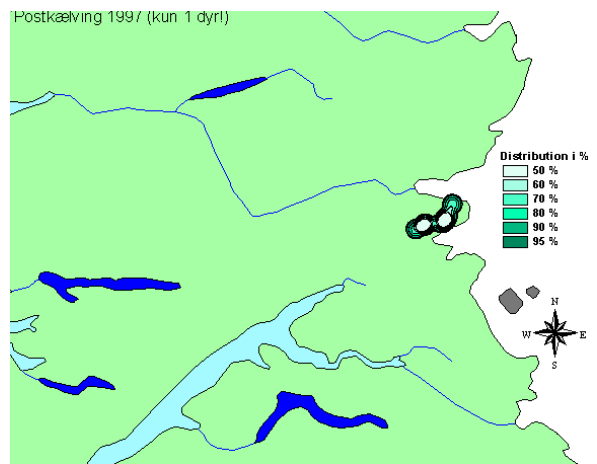 Postkælving 1997 (kun 1 dyr!)
Distribution i %
50 %
60 %
70 %
80 %
90 %
95 %
N
W E
S